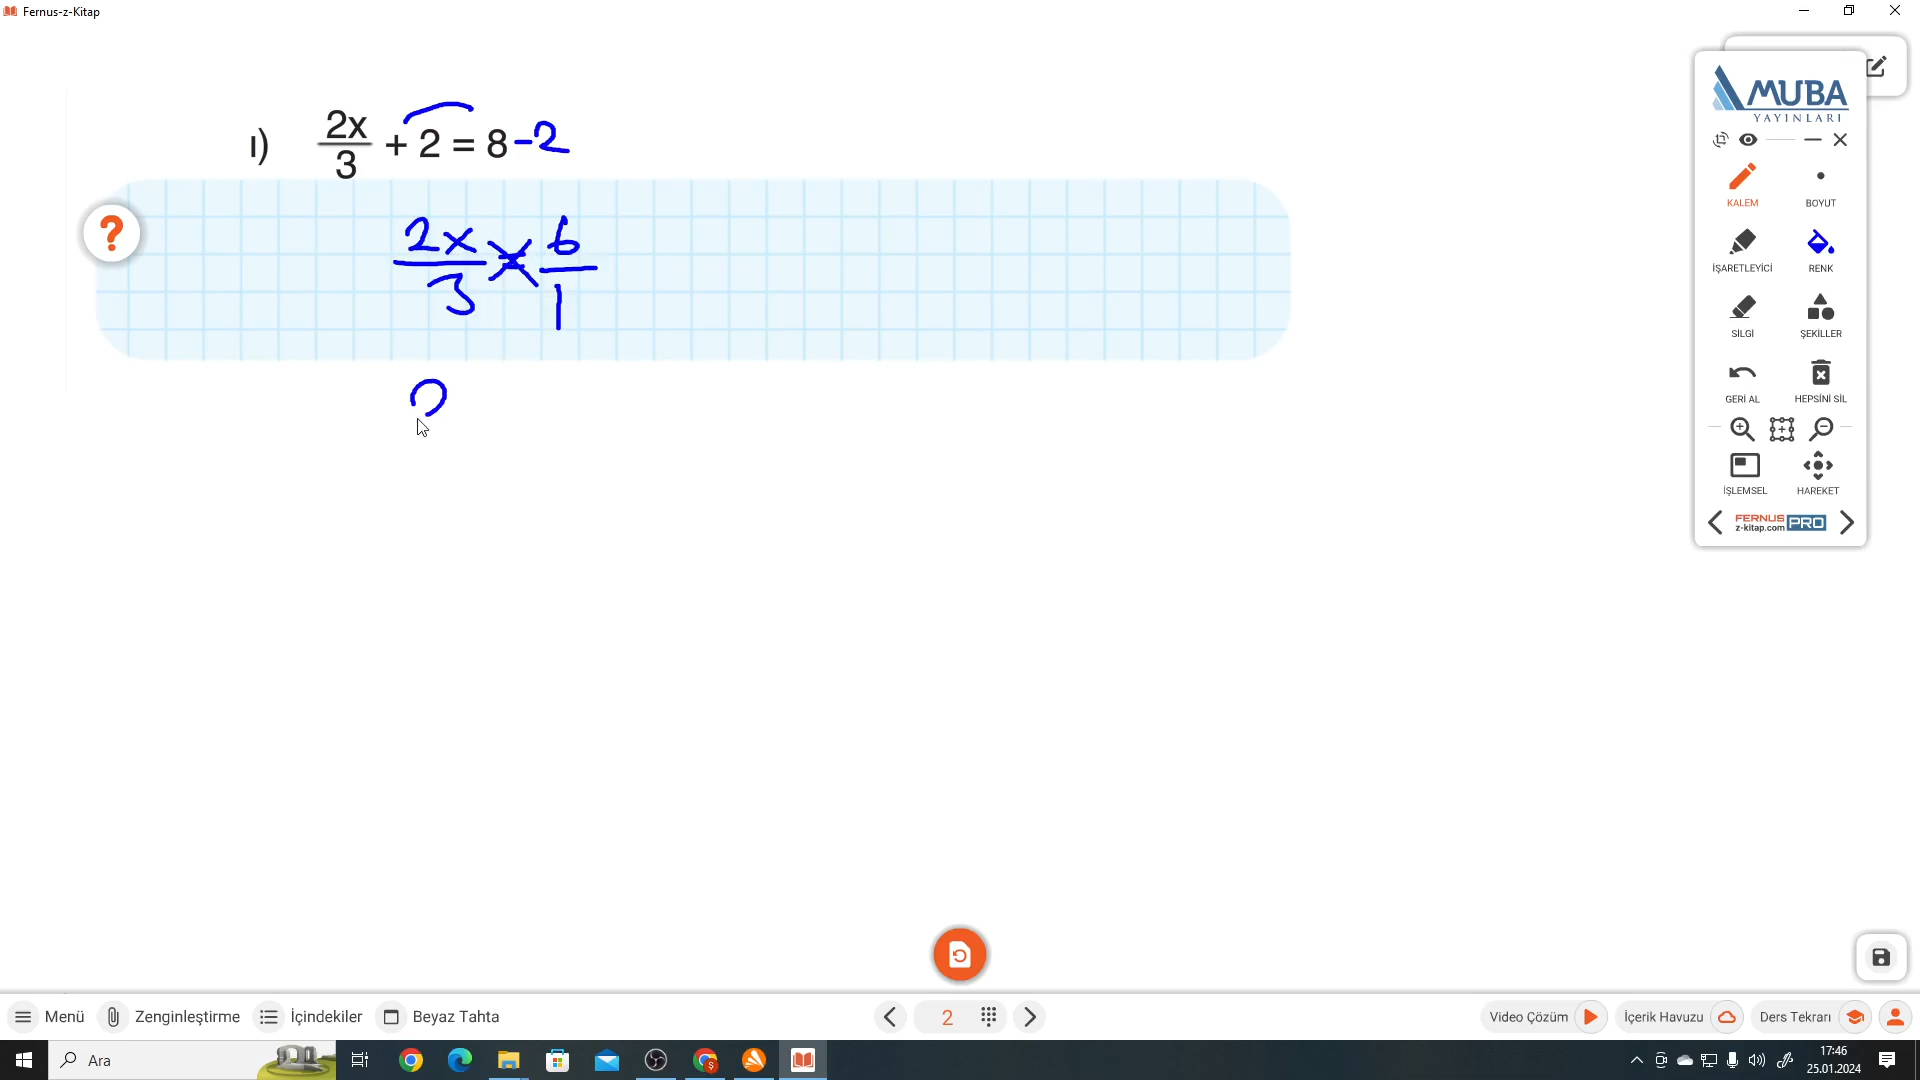 Fernus-z-Kitap
MUBA
YAYINLARI
ı) 2x/3 + 2 = 8 -2
KALEM
BOYUT
2x/3 = 6/1
İŞARETLEYİCİ
RENK
SİLGİ
ŞEKİLLER
GERİ AL
HEPSİNİ SİL
İŞLEMSEL
HAREKET
FERNUS PRO
z-kitap.com
Menü
Zenginleştirme
İçindekiler
Beyaz Tahta
2
Video Çözüm
İçerik Havuzu
Ders Tekrarı
Ara
17:46
25.01.2024